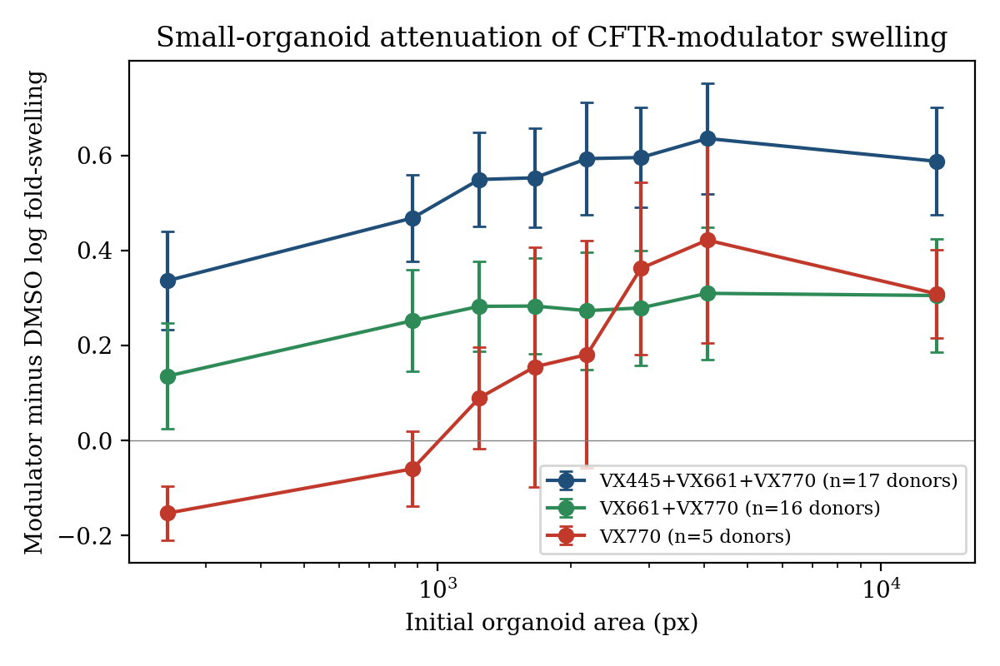 Small-organoid attenuation of CFTR-modulator swelling
Modulator minus DMSO log fold-swelling
0.6
0.4
0.2
0.0
−0.2
VX445+VX661+VX770 (n=17 donors)
VX661+VX770 (n=16 donors)
VX770 (n=5 donors)
10³
10⁴
Initial organoid area (px)